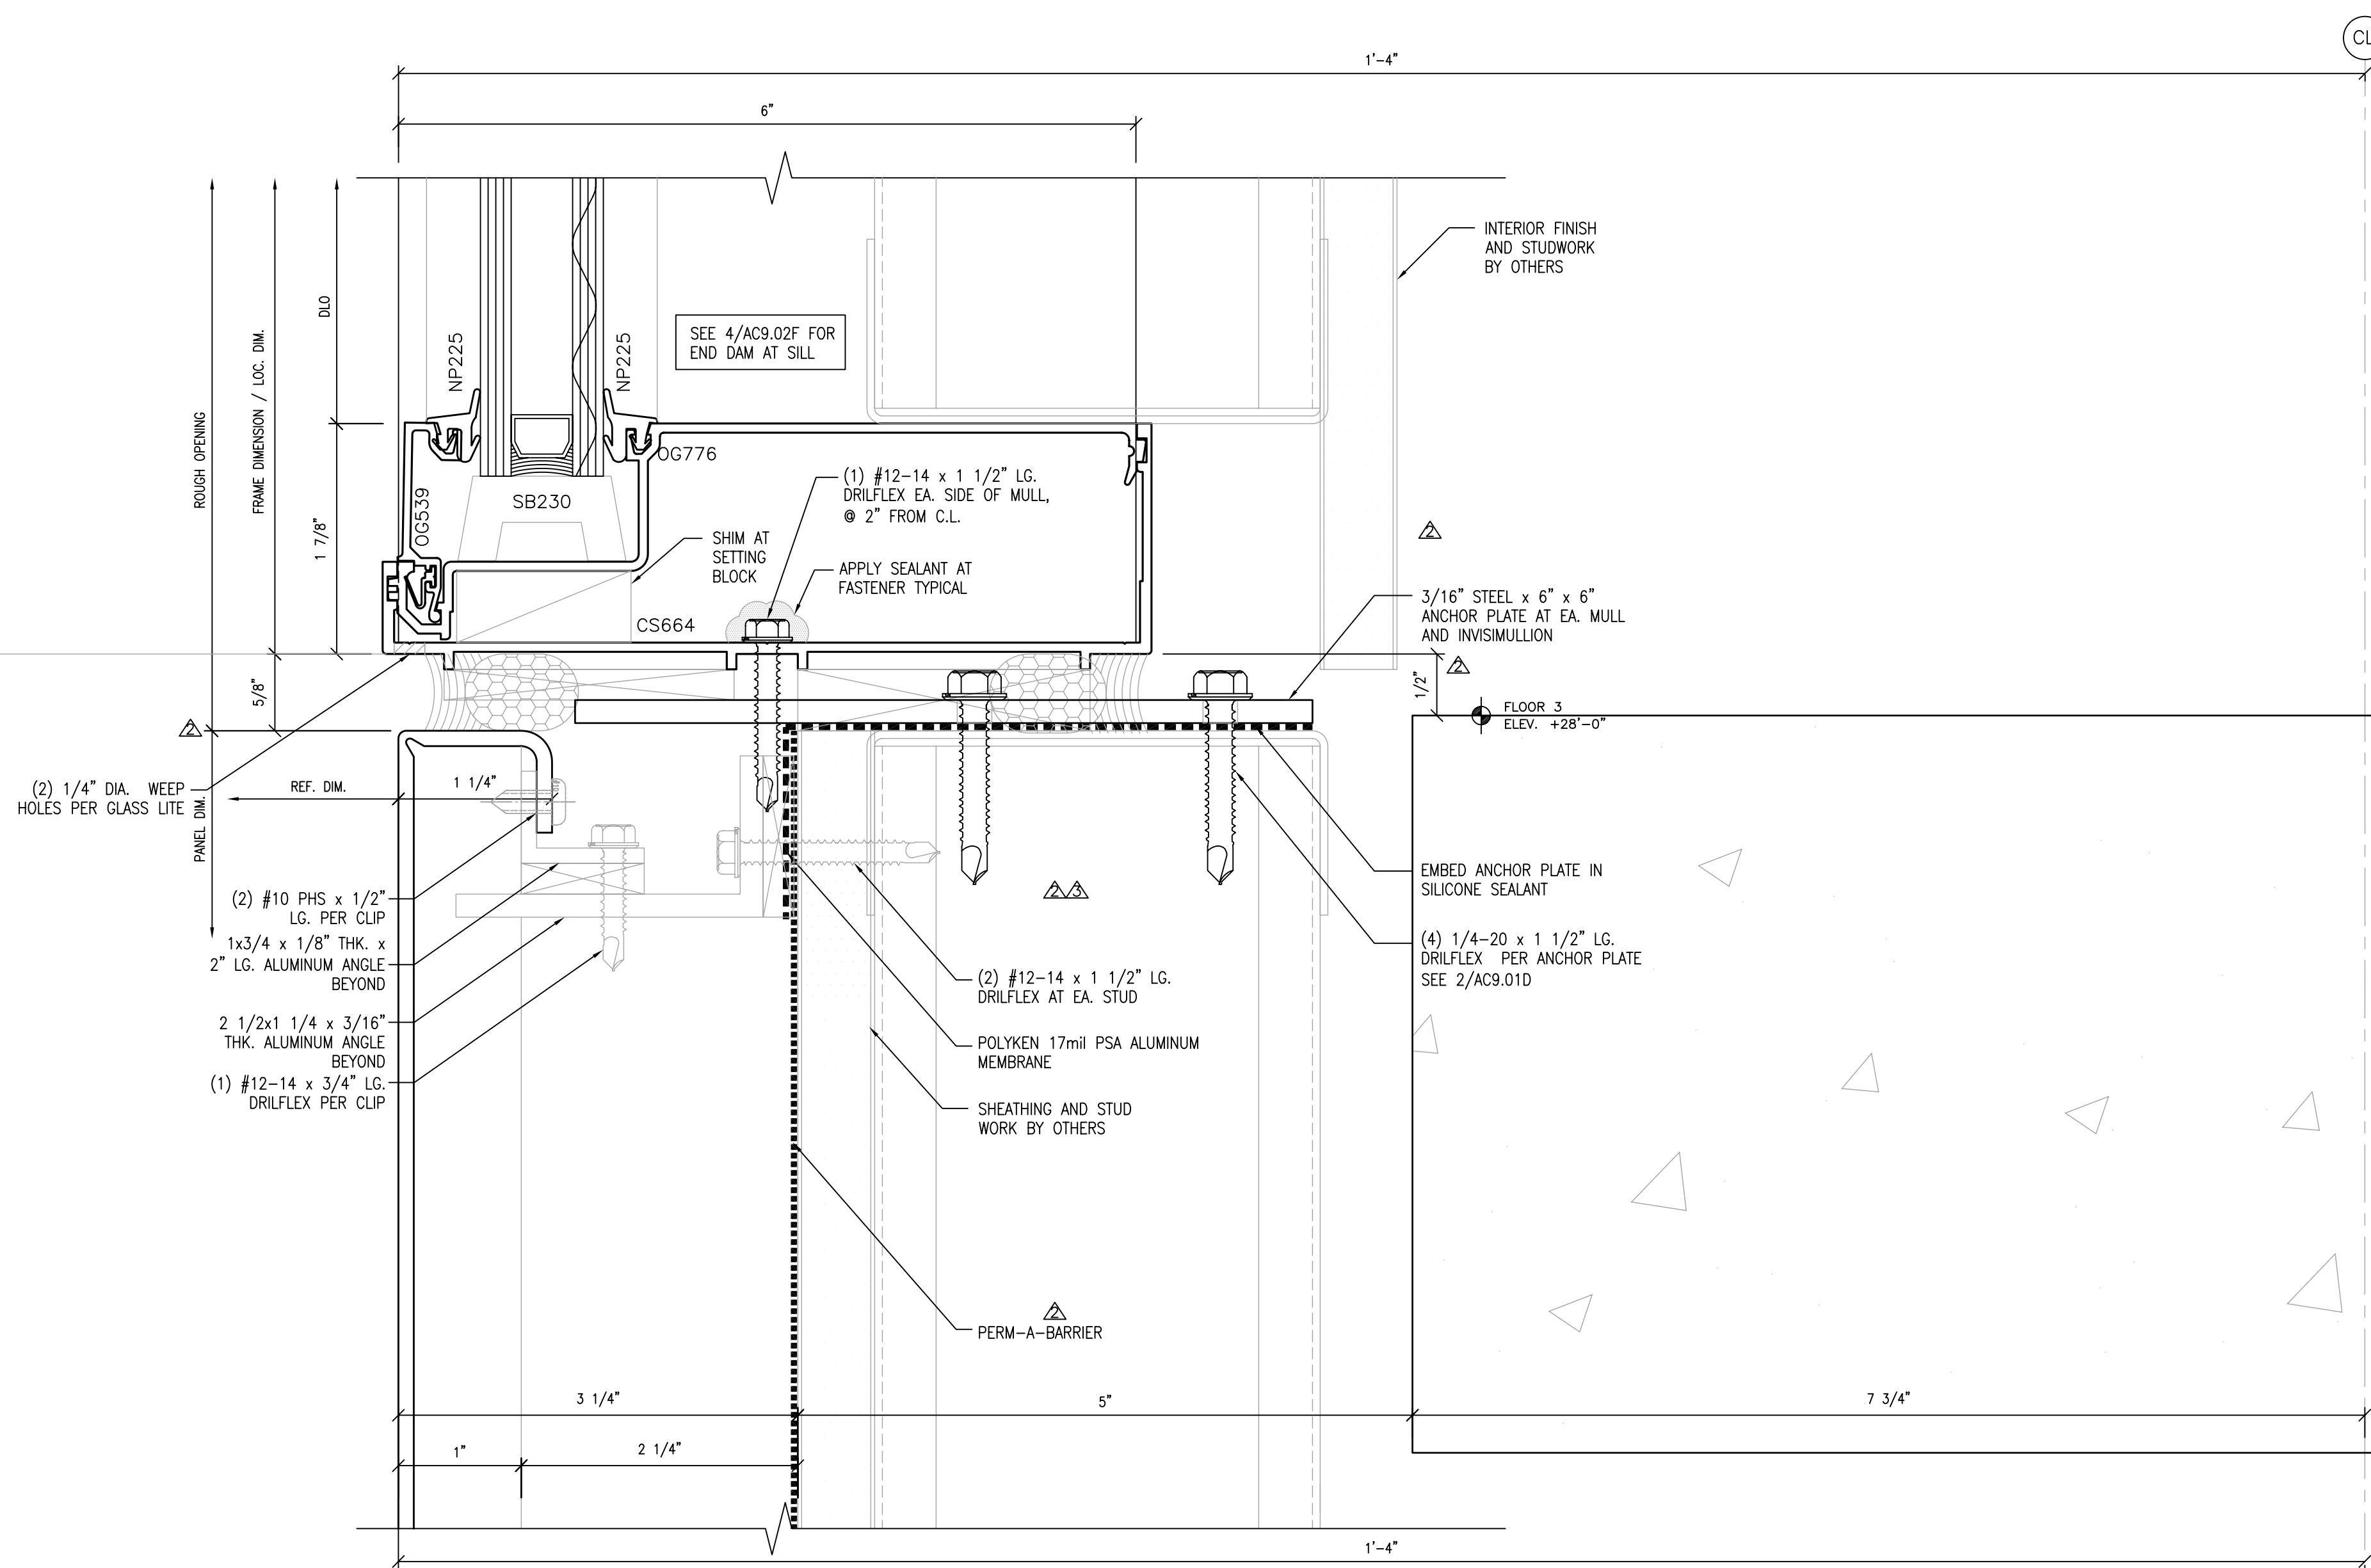 CL
1'-4"
6"
INTERIOR FINISH
AND STUDWORK
BY OTHERS
DLO
FRAME DIMENSION / LOC. DIM.
ROUGH OPENING
NP225
NP225
SEE 4/AC9.02F FOR
END DAM AT SILL
OG776
(1) #12-14 x 1 1/2" LG.
DRILFLEX EA. SIDE OF MULL,
@ 2" FROM C.L.
SB230
OG539
1 7/8"
SHIM AT
SETTING
BLOCK
APPLY SEALANT AT
FASTENER TYPICAL
CS664
2
3/16" STEEL x 6" x 6"
ANCHOR PLATE AT EA. MULL
AND INVISIMULLION
2
1/2"
5/8"
2
FLOOR 3
ELEV. +28'-0"
(2) 1/4" DIA. WEEP
HOLES PER GLASS LITE
REF. DIM.
1 1/4"
PANEL DIM.
(2) #10 PHS x 1/2"
LG. PER CLIP
1x3/4 x 1/8" THK. x
2" LG. ALUMINUM ANGLE
BEYOND
2 1/2x1 1/4 x 3/16"
THK. ALUMINUM ANGLE
BEYOND
(1) #12-14 x 3/4" LG.
DRILFLEX PER CLIP
2 3
EMBED ANCHOR PLATE IN
SILICONE SEALANT
(4) 1/4-20 x 1 1/2" LG.
DRILFLEX PER ANCHOR PLATE
SEE 2/AC9.01D
(2) #12-14 x 1 1/2" LG.
DRILFLEX AT EA. STUD
POLYKEN 17mil PSA ALUMINUM
MEMBRANE
SHEATHING AND STUD
WORK BY OTHERS
2
PERM-A-BARRIER
3 1/4"
5"
7 3/4"
1"
2 1/4"
1'-4"